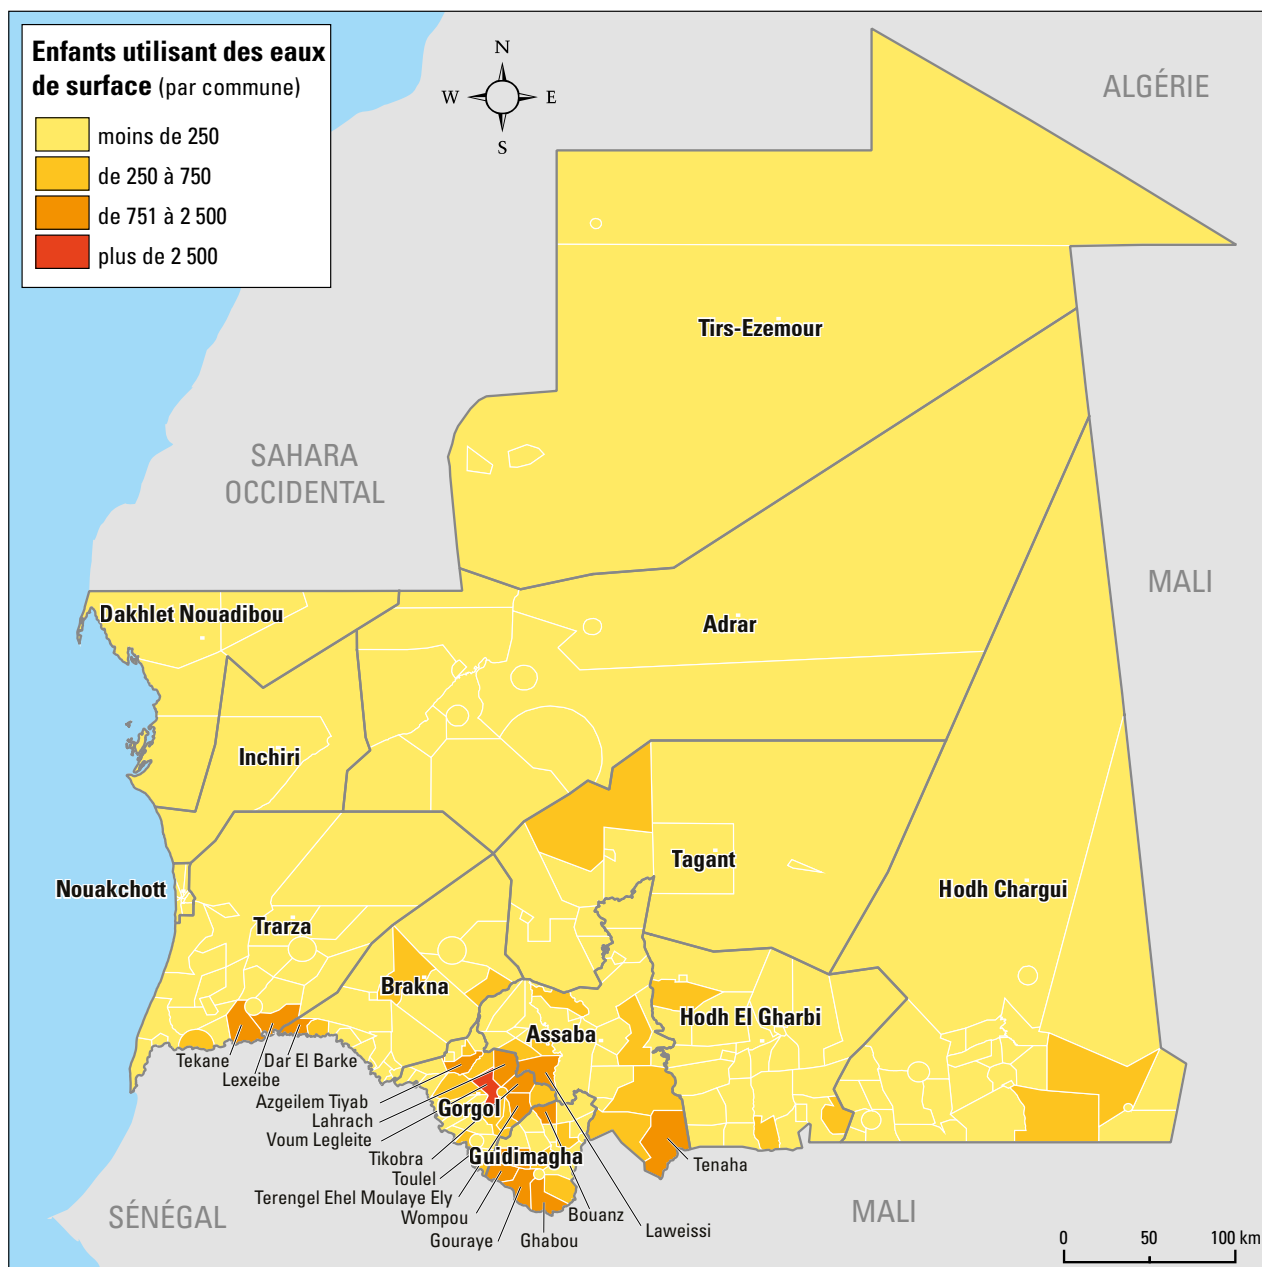 Enfants utilisant des eaux
de surface (par commune)
moins de 250
de 250 à 750
de 751 à 2 500
plus de 2 500
N
W
E
S
ALGÉRIE
Tirs-Ezemour
SAHARA
OCCIDENTAL
MALI
Dakhlet Nouadibou
Adrar
Inchiri
Tagant
Nouakchott
Hodh Chargui
Trarza
Brakna
Hodh El Gharbi
Assaba
Tekane
Dar El Barke
Lexeibe
Azgeilem Tiyab
Gorgol
Lahrach
Voum Legleite
Tikobra
Guidimagha
Tenaha
Toulel
Terengel Ehel Moulaye Ely
Wompou
Bouanz
Laweissi
Gouraye
Ghabou
SÉNÉGAL
MALI
0 50 100 km